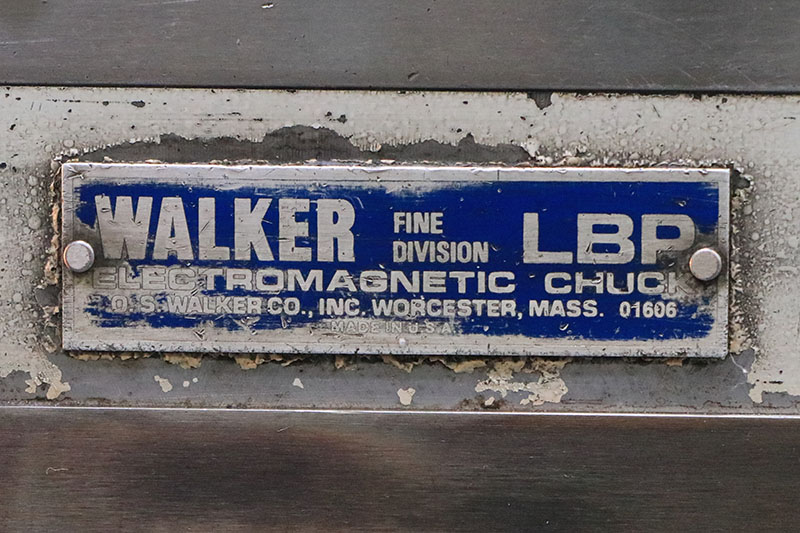 WALKER FINE DIVISION LBP
ELECTROMAGNETIC CHUCK
O. S. WALKER CO., INC. WORCESTER, MASS. 01606
MADE IN U.S.A.